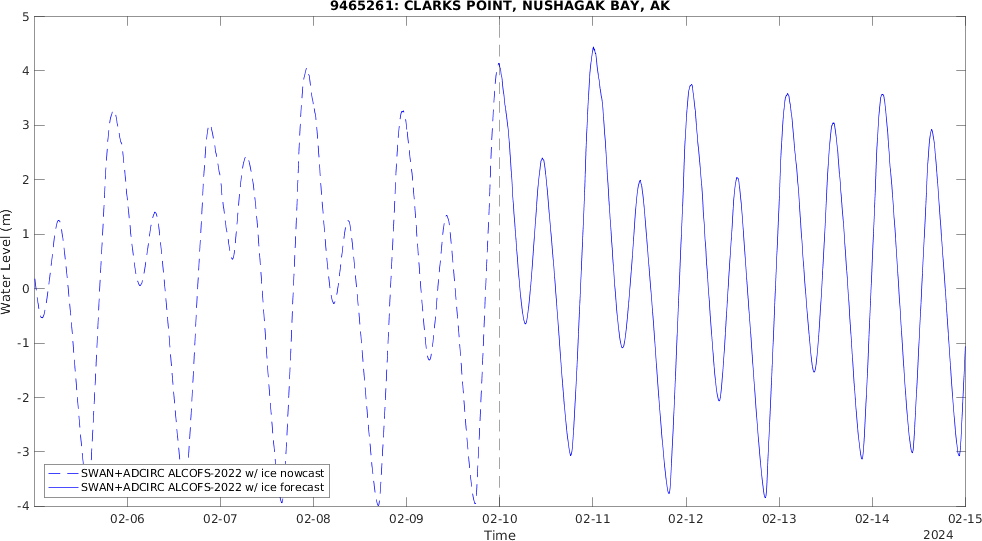 9465261: CLARKS POINT, NUSHAGAK BAY, AK
5
4
3
2
1
0
-1
-2
-3
-4
Water Level (m)
SWAN+ADCIRC ALCOFS-2022 w/ ice nowcast
SWAN+ADCIRC ALCOFS-2022 w/ ice forecast
02-06 02-07 02-08 02-09 02-10 02-11 02-12 02-13 02-14 02-15
Time
2024